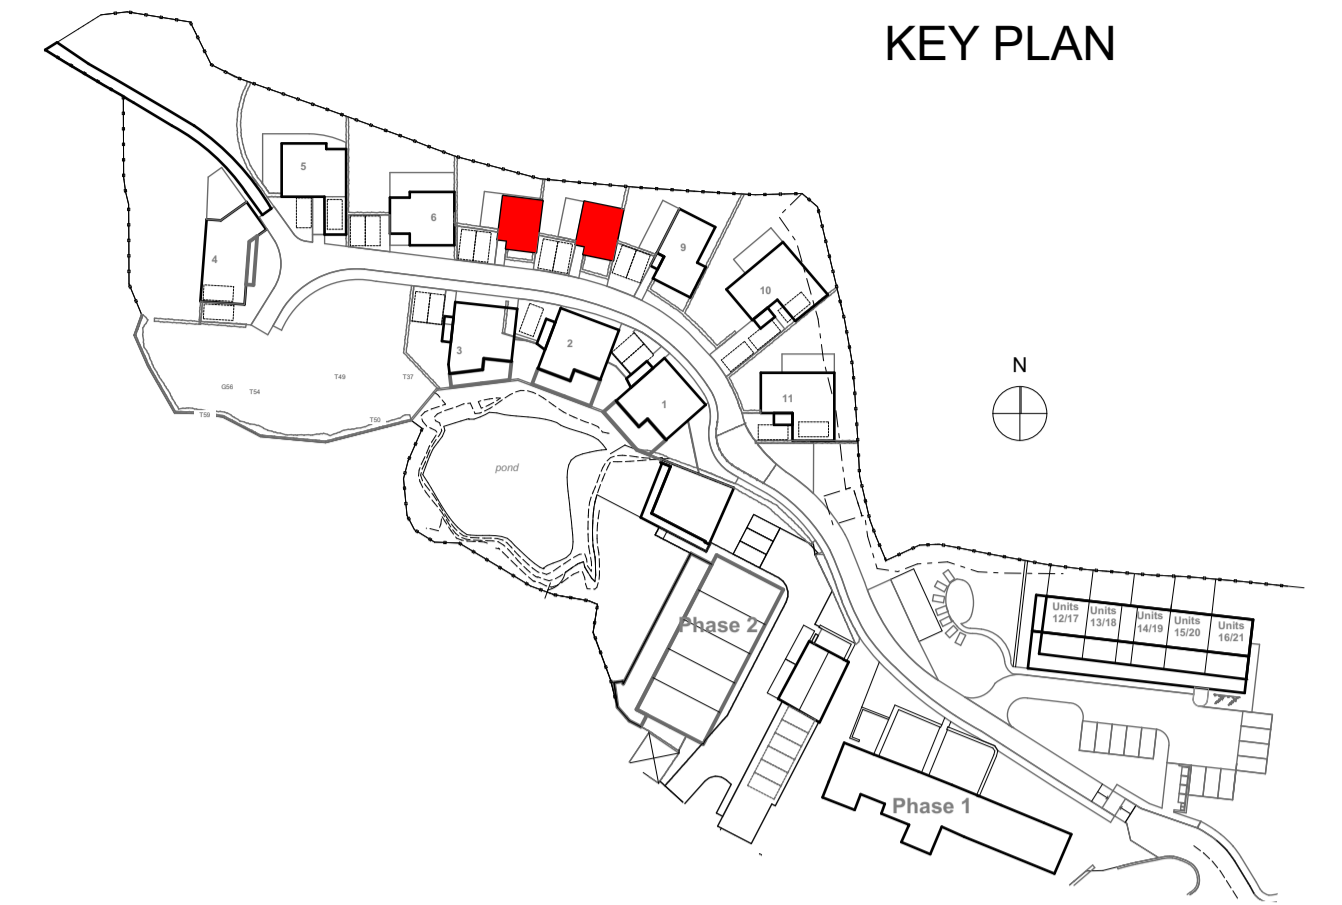 KEY PLAN
5
6
4
9
10
3
2
1
11
N
G56
T54
T49
T37
T59
T50
pond
Phase 2
Units
12/17
Units
13/18
Units
14/19
Units
15/20
Units
16/21
Phase 1